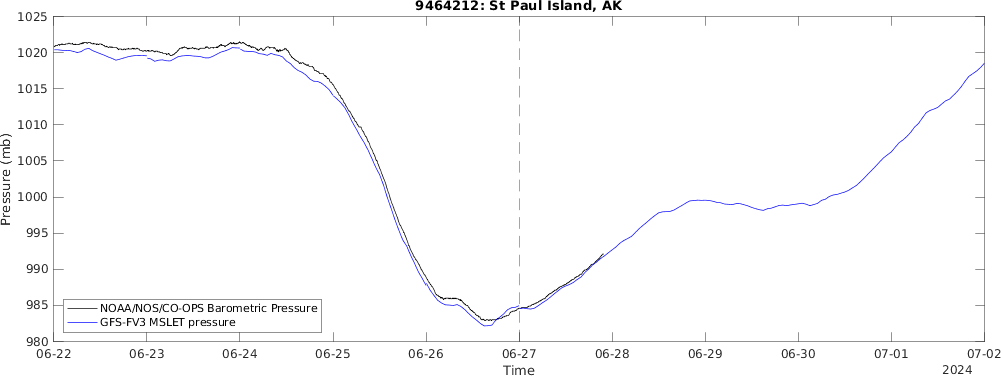 9464212: St Paul Island, AK
Pressure (mb)
1025
1020
1015
1010
1005
1000
995
990
985
980
NOAA/NOS/CO-OPS Barometric Pressure
GFS-FV3 MSLET pressure
06-22 06-23 06-24 06-25 06-26 06-27 06-28 06-29 06-30 07-01 07-02
Time
2024